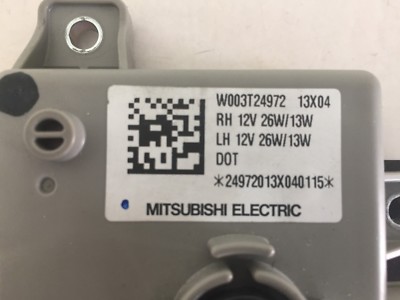 W003T24972 13X04
RH 12V 26W/13W
LH 12V 26W/13W
DOT
*24972013X040115*
MITSUBISHI ELECTRIC